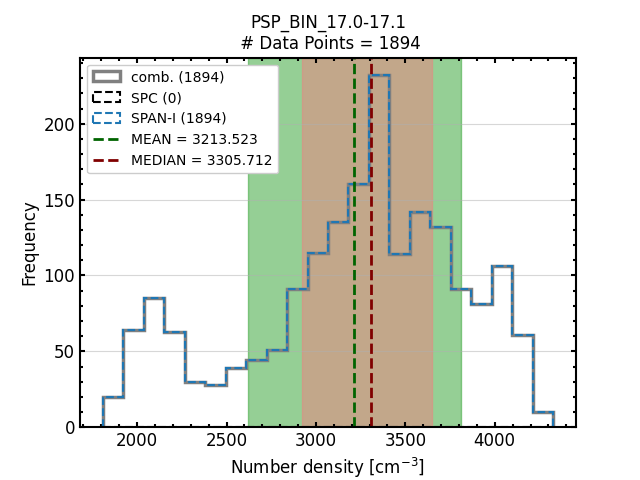 PSP_BIN_17.0-17.1
# Data Points = 1894
comb. (1894)
SPC (0)
SPAN-I (1894)
MEAN = 3213.523
MEDIAN = 3305.712
Frequency
200
150
100
50
0
2000 2500 3000 3500 4000
Number density [cm⁻³]